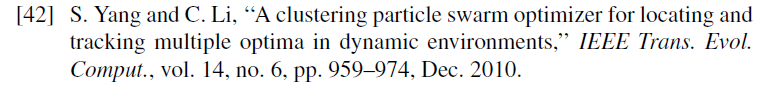 [42] S. Yang and C. Li, “A clustering particle swarm optimizer for locating and
tracking multiple optima in dynamic environments,” IEEE Trans. Evol.
Comput., vol. 14, no. 6, pp. 959–974, Dec. 2010.